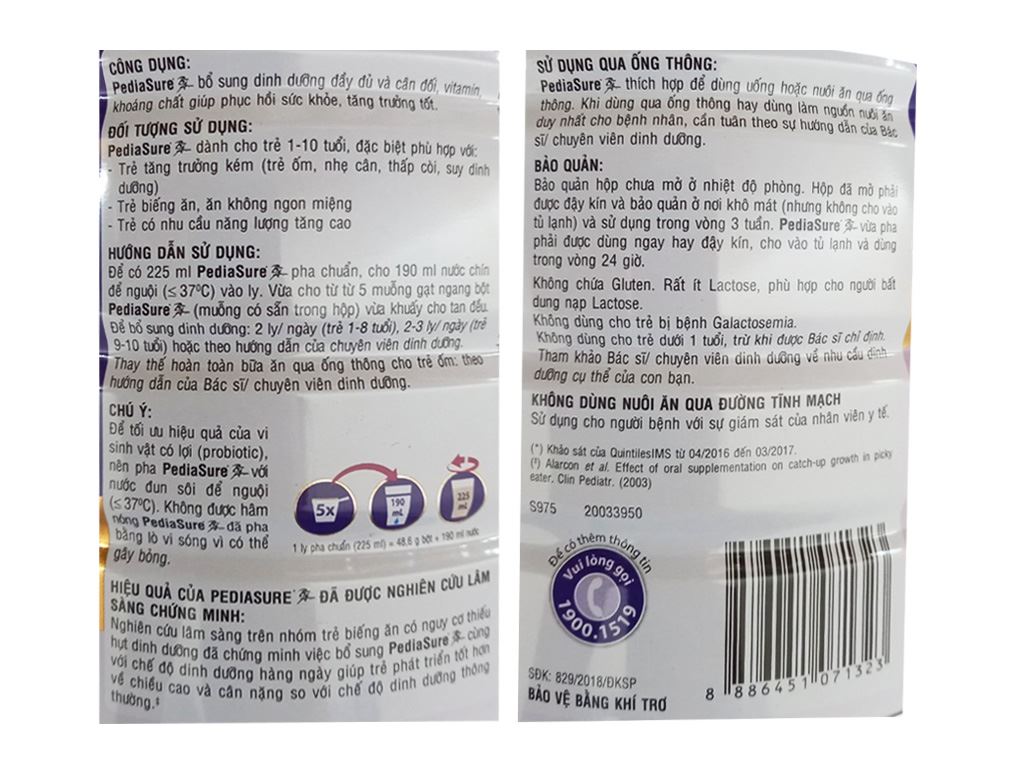 CÔNG DỤNG:
PediaSure bổ sung dinh dưỡng đầy đủ và cân đối, vitamin,
khoáng chất giúp phục hồi sức khỏe, tăng trưởng tốt.
ĐỐI TƯỢNG SỬ DỤNG:
PediaSure dành cho trẻ 1-10 tuổi, đặc biệt phù hợp với:
- Trẻ tăng trưởng kém (trẻ ốm, nhẹ cân, thấp còi, suy dinh
dưỡng)
- Trẻ biếng ăn, ăn không ngon miệng
- Trẻ có nhu cầu năng lượng tăng cao
HƯỚNG DẪN SỬ DỤNG:
Để có 225 ml PediaSure pha chuẩn, cho 190 ml nước chín
để nguội (≤37ºC) vào ly. Vừa cho từ từ 5 muỗng gạt ngang bột
PediaSure (muỗng có sẵn trong hộp) vừa khuấy cho tan đều.
Để bổ sung dinh dưỡng: 2 ly/ ngày (trẻ 1-8 tuổi), 2-3 ly/ ngày (trẻ
9-10 tuổi) hoặc theo hướng dẫn của chuyên viên dinh dưỡng.
Thay thế hoàn toàn bữa ăn qua ống thông cho trẻ ốm: theo
hướng dẫn của Bác sĩ/ chuyên viên dinh dưỡng.
CHÚ Ý:
Để tối ưu hiệu quả của vi
sinh vật có lợi (probiotic),
nên pha PediaSure với
nước đun sôi để nguội
(≤37ºC). Không được hâm
nóng PediaSure đã pha
bằng lò vi sóng vì có thể
gây bỏng.
5x
190
mL
225
mL
1 ly pha chuẩn (225 ml) = 48,6 g bột + 190 ml nước
HIỆU QUẢ CỦA PEDIASURE ĐÃ ĐƯỢC NGHIÊN CỨU LÂM
SÀNG CHỨNG MINH:
Nghiên cứu lâm sàng trên nhóm trẻ biếng ăn có nguy cơ thiếu
hụt dinh dưỡng đã chứng minh việc bổ sung PediaSure cùng
với chế độ dinh dưỡng hàng ngày giúp trẻ phát triển tốt hơn
về chiều cao và cân nặng so với chế độ dinh dưỡng thông
thường.‡
SỬ DỤNG QUA ỐNG THÔNG:
PediaSure thích hợp để dùng uống hoặc nuôi ăn qua ống
thông. Khi dùng qua ống thông hay dùng làm nguồn nuôi ăn
duy nhất cho bệnh nhân, cần tuân theo sự hướng dẫn của Bác
sĩ/ chuyên viên dinh dưỡng.
BẢO QUẢN:
Bảo quản hộp chưa mở ở nhiệt độ phòng. Hộp đã mở phải
được đậy kín và bảo quản ở nơi khô mát (nhưng không cho vào
tủ lạnh) và sử dụng trong vòng 3 tuần. PediaSure vừa pha
phải được dùng ngay hay đậy kín, cho vào tủ lạnh và dùng
trong vòng 24 giờ.
Không chứa Gluten. Rất ít Lactose, phù hợp cho người bất
dung nạp Lactose.
Không dùng cho trẻ bị bệnh Galactosemia.
Không dùng cho trẻ dưới 1 tuổi, trừ khi được Bác sĩ chỉ định.
Tham khảo Bác sĩ/ chuyên viên dinh dưỡng về nhu cầu dinh
dưỡng cụ thể của con bạn.
KHÔNG DÙNG NUÔI ĂN QUA ĐƯỜNG TĨNH MẠCH
Sử dụng cho người bệnh với sự giám sát của nhân viên y tế.
(*) Khảo sát của QuintilesIMS từ 04/2016 đến 03/2017.
(‡) Alarcon et al. Effect of oral supplementation on catch-up growth in picky
eater. Clin Pediatr. (2003)
S975 20033950
Để có thêm thông tin
Vui lòng gọi
1900.1519
SĐK: 829/2018/ĐKSP
BẢO VỆ BẰNG KHÍ TRƠ
8 886451 071323